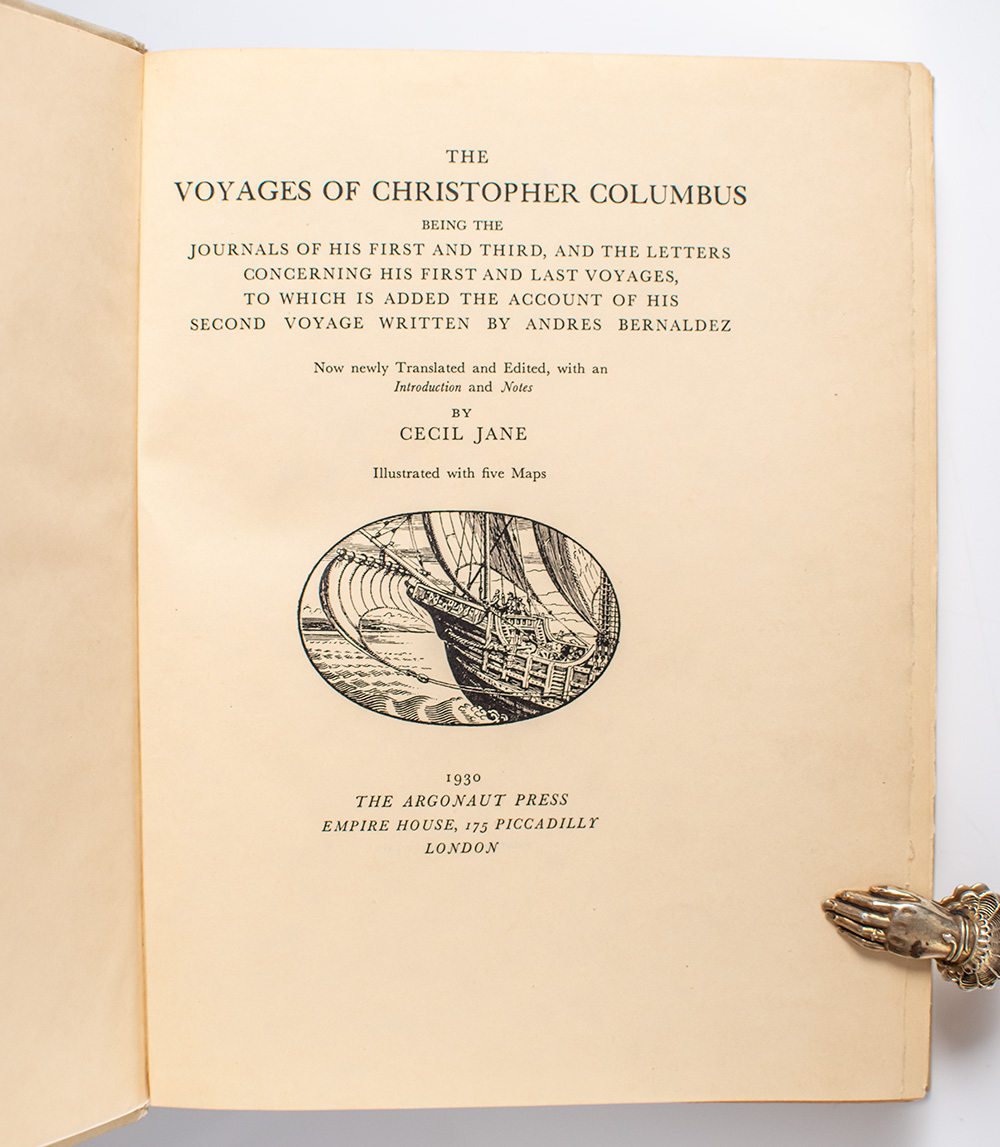 THE
VOYAGES OF CHRISTOPHER COLUMBUS
BEING THE
JOURNALS OF HIS FIRST AND THIRD, AND THE LETTERS
CONCERNING HIS FIRST AND LAST VOYAGES,
TO WHICH IS ADDED THE ACCOUNT OF HIS
SECOND VOYAGE WRITTEN BY ANDRES BERNALDEZ
Now newly Translated and Edited, with an
Introduction and Notes
BY
CECIL JANE
Illustrated with five Maps
1930
THE ARGONAUT PRESS
EMPIRE HOUSE, 175 PICCADILLY
LONDON